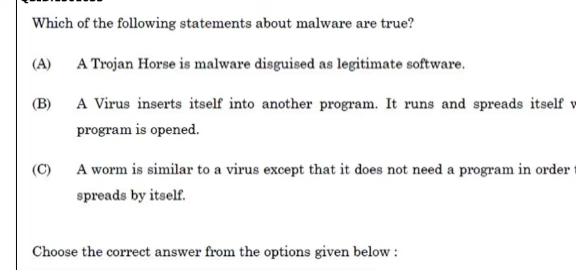 Which of the following statements about malware are true?
(A) A Trojan Horse is malware disguised as legitimate software.
(B) A Virus inserts itself into another program. It runs and spreads itself
program is opened.
(C) A worm is similar to a virus except that it does not need a program in order
spreads by itself.
Choose the correct answer from the options given below :